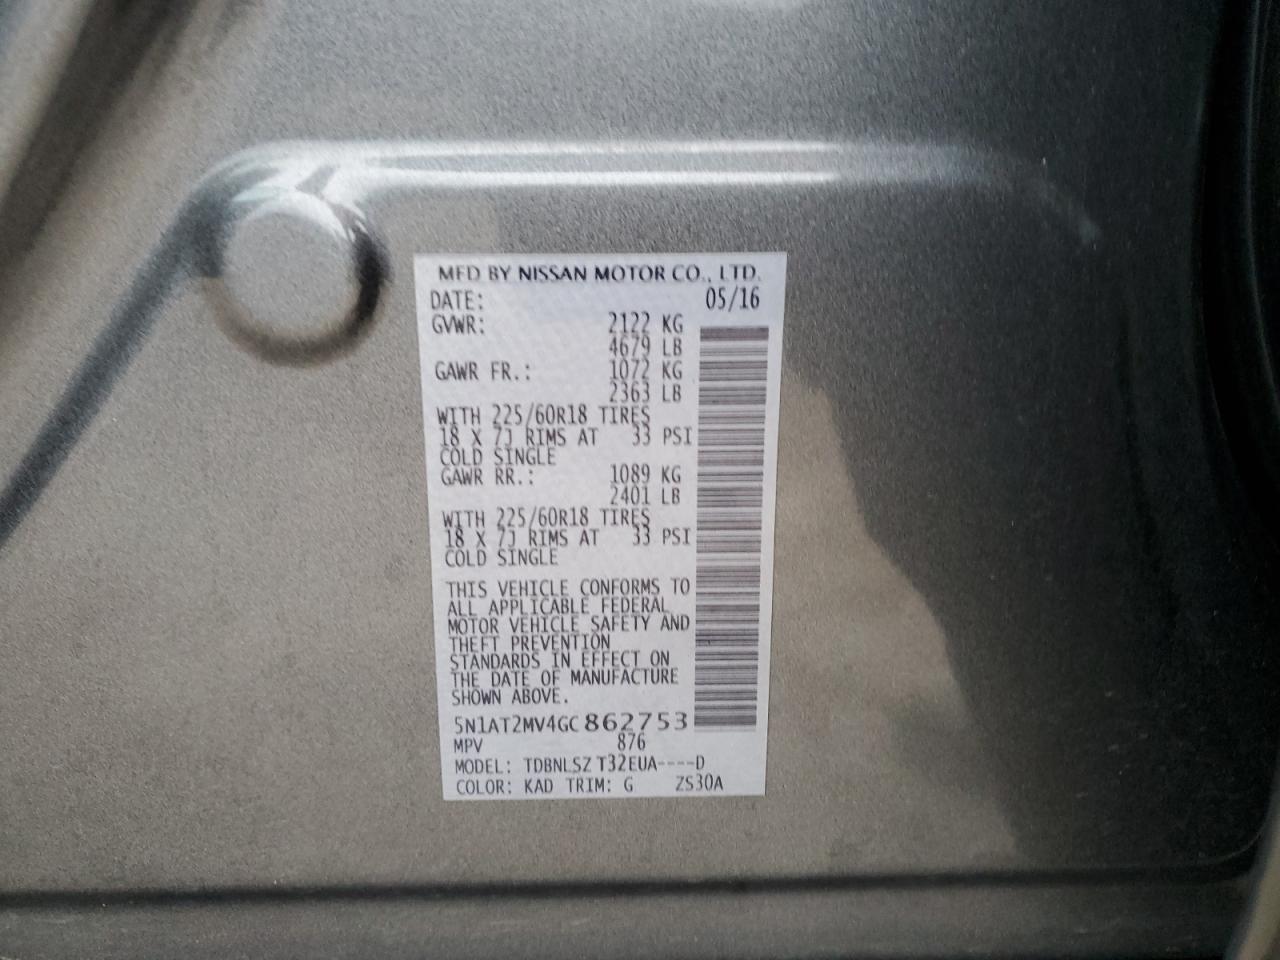 MFD BY NISSAN MOTOR CO., LTD.
DATE: 05/16
GVWR: 2122 KG
4679 LB
GAWR FR.: 1072 KG
2363 LB
WITH 225/60R18 TIRES
18 X 7J RIMS AT 33 PSI
COLD SINGLE
GAWR RR.: 1089 KG
2401 LB
WITH 225/60R18 TIRES
18 X 7J RIMS AT 33 PSI
COLD SINGLE
THIS VEHICLE CONFORMS TO
ALL APPLICABLE FEDERAL
MOTOR VEHICLE SAFETY AND
THEFT PREVENTION
STANDARDS IN EFFECT ON
THE DATE OF MANUFACTURE
SHOWN ABOVE.
5N1AT2MV4GC862753
MPV 876
MODEL: TDBNLSZ T32EUA----D
COLOR: KAD TRIM: G ZS30A